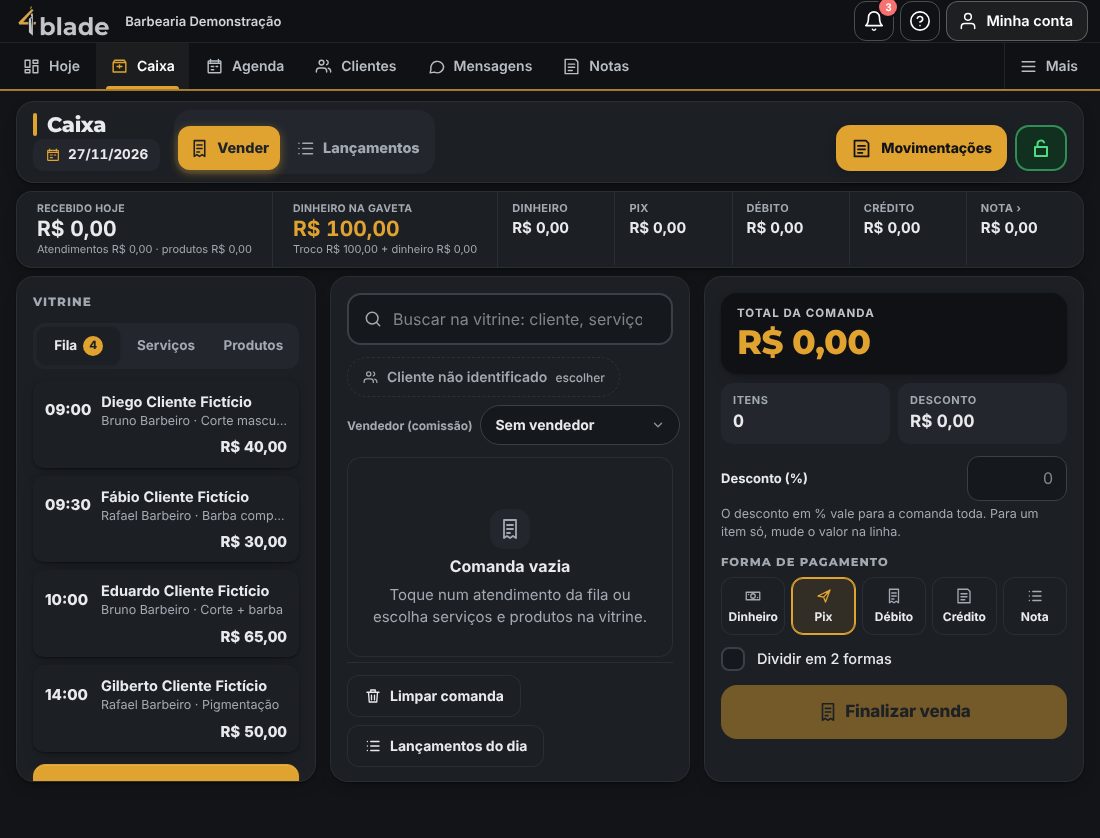 4blade
Barbearia Demonstração
3
Minha conta
Hoje
Caixa
Agenda
Clientes
Mensagens
Notas
Mais
Caixa
27/11/2026
Vender
Lançamentos
Movimentações
RECEBIDO HOJE
R$ 0,00
Atendimentos R$ 0,00 · produtos R$ 0,00
DINHEIRO NA GAVETA
R$ 100,00
Troco R$ 100,00 + dinheiro R$ 0,00
DINHEIRO
R$ 0,00
PIX
R$ 0,00
DÉBITO
R$ 0,00
CRÉDITO
R$ 0,00
NOTA ›
R$ 0,00
VITRINE
Fila 4
Serviços
Produtos
09:00
Diego Cliente Fictício
Bruno Barbeiro · Corte mascu...
R$ 40,00
09:30
Fábio Cliente Fictício
Rafael Barbeiro · Barba comp...
R$ 30,00
10:00
Eduardo Cliente Fictício
Bruno Barbeiro · Corte + barba
R$ 65,00
14:00
Gilberto Cliente Fictício
Rafael Barbeiro · Pigmentação
R$ 50,00
Buscar na vitrine: cliente, serviço
Cliente não identificado escolher
Vendedor (comissão)
Sem vendedor
Comanda vazia
Toque num atendimento da fila ou
escolha serviços e produtos na vitrine.
Limpar comanda
Lançamentos do dia
TOTAL DA COMANDA
R$ 0,00
ITENS
0
DESCONTO
R$ 0,00
Desconto (%)
0
O desconto em % vale para a comanda toda. Para um
item só, mude o valor na linha.
FORMA DE PAGAMENTO
Dinheiro
Pix
Débito
Crédito
Nota
Dividir em 2 formas
Finalizar venda